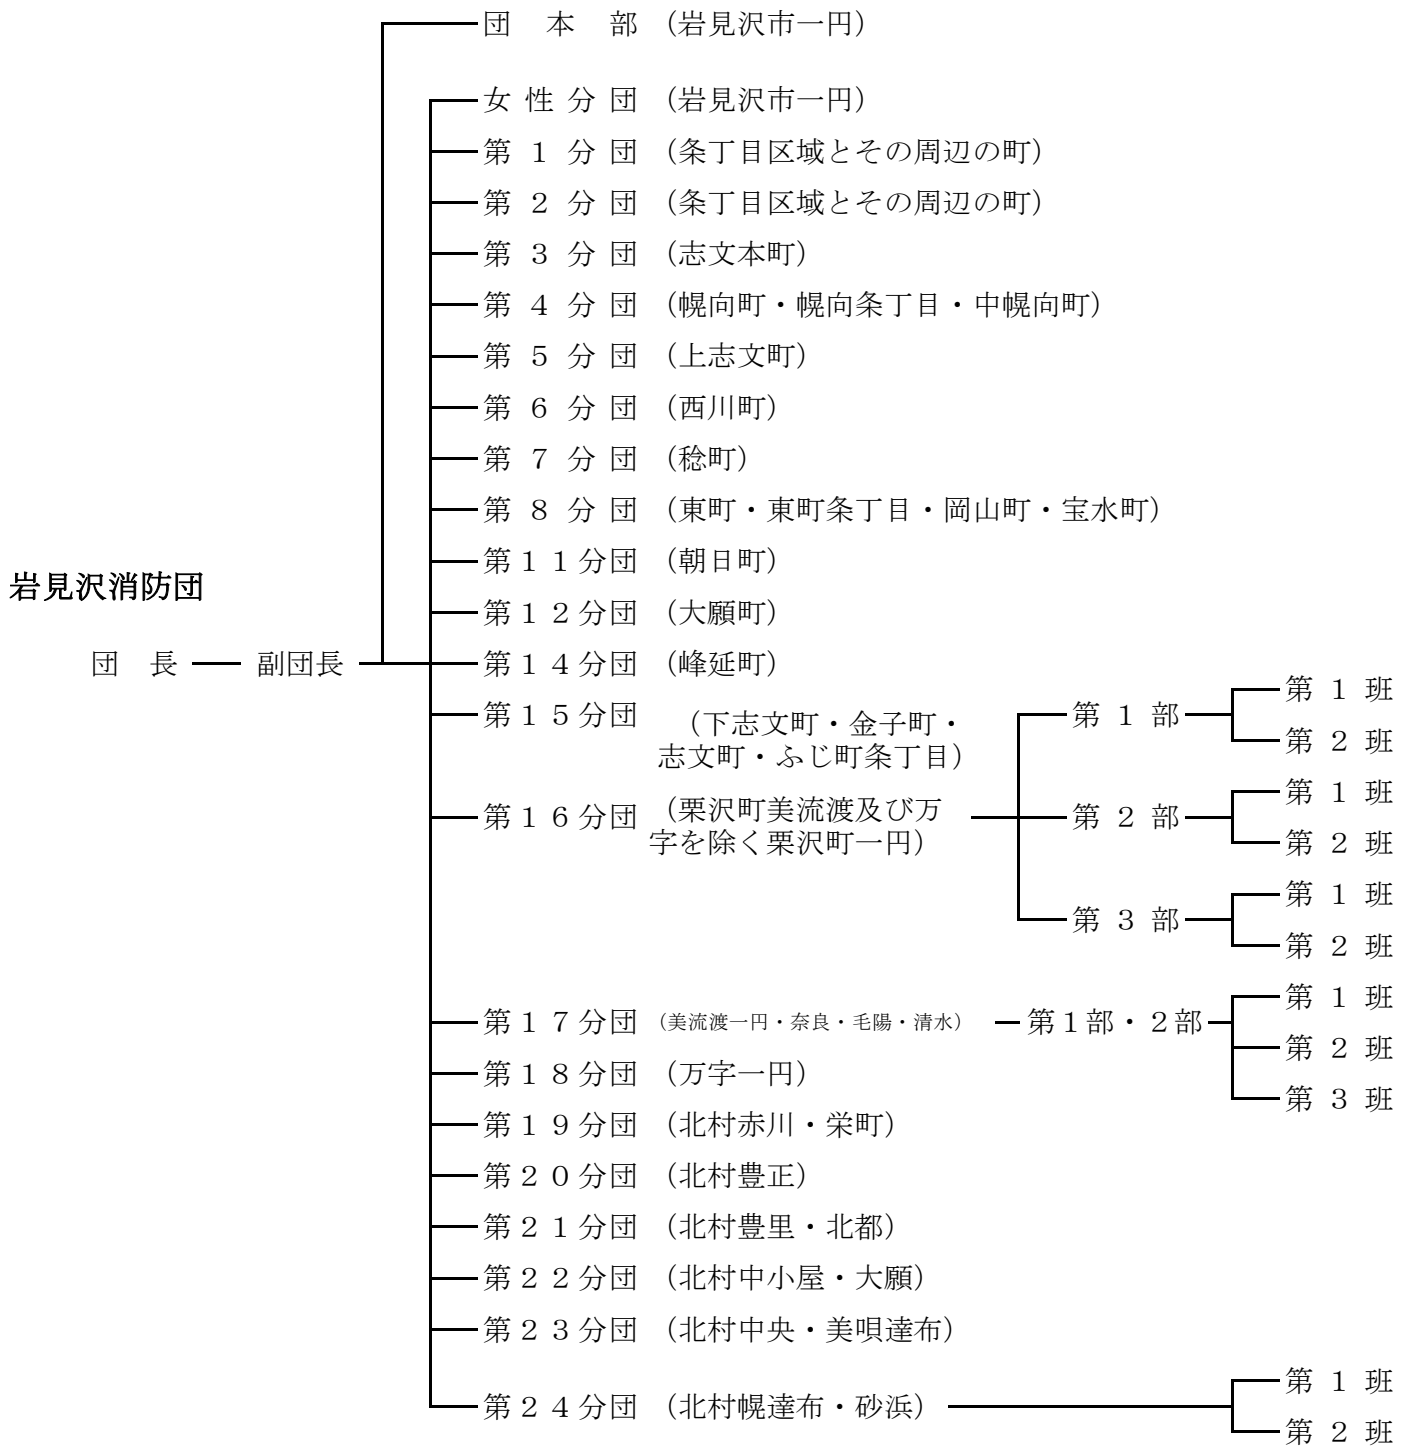 団　本　部 （岩見沢市一円）
女 性 分 団 （岩見沢市一円）
第 １ 分 団 （条丁目区域とその周辺の町）
第 ２ 分 団 （条丁目区域とその周辺の町）
第 ３ 分 団 （志文本町）
第 ４ 分 団 （幌向町・幌向条丁目・中幌向町）
第 ５ 分 団 （上志文町）
第 ６ 分 団 （西川町）
第 ７ 分 団 （稔町）
第 ８ 分 団 （東町・東町条丁目・岡山町・宝水町）
第１１分団 （朝日町）
岩見沢消防団
第１２分団 （大願町）
団　長 副団長 第１４分団 （峰延町）
第１５分団 （下志文町・金子町・
志文町・ふじ町条丁目）
第１６分団 （栗沢町美流渡及び万
字を除く栗沢町一円）
第 １ 部
第 １ 班
第 ２ 班
第 ２ 部
第 １ 班
第 ２ 班
第 ３ 部
第 １ 班
第 ２ 班
第１７分団 （美流渡一円・奈良・毛陽・清水） 第１部・２部
第 １ 班
第 ２ 班
第 ３ 班
第１８分団 （万字一円）
第１９分団 （北村赤川・栄町）
第２０分団 （北村豊正）
第２１分団 （北村豊里・北都）
第２２分団 （北村中小屋・大願）
第２３分団 （北村中央・美唄達布）
第２４分団 （北村幌達布・砂浜）
第 １ 班
第 ２ 班